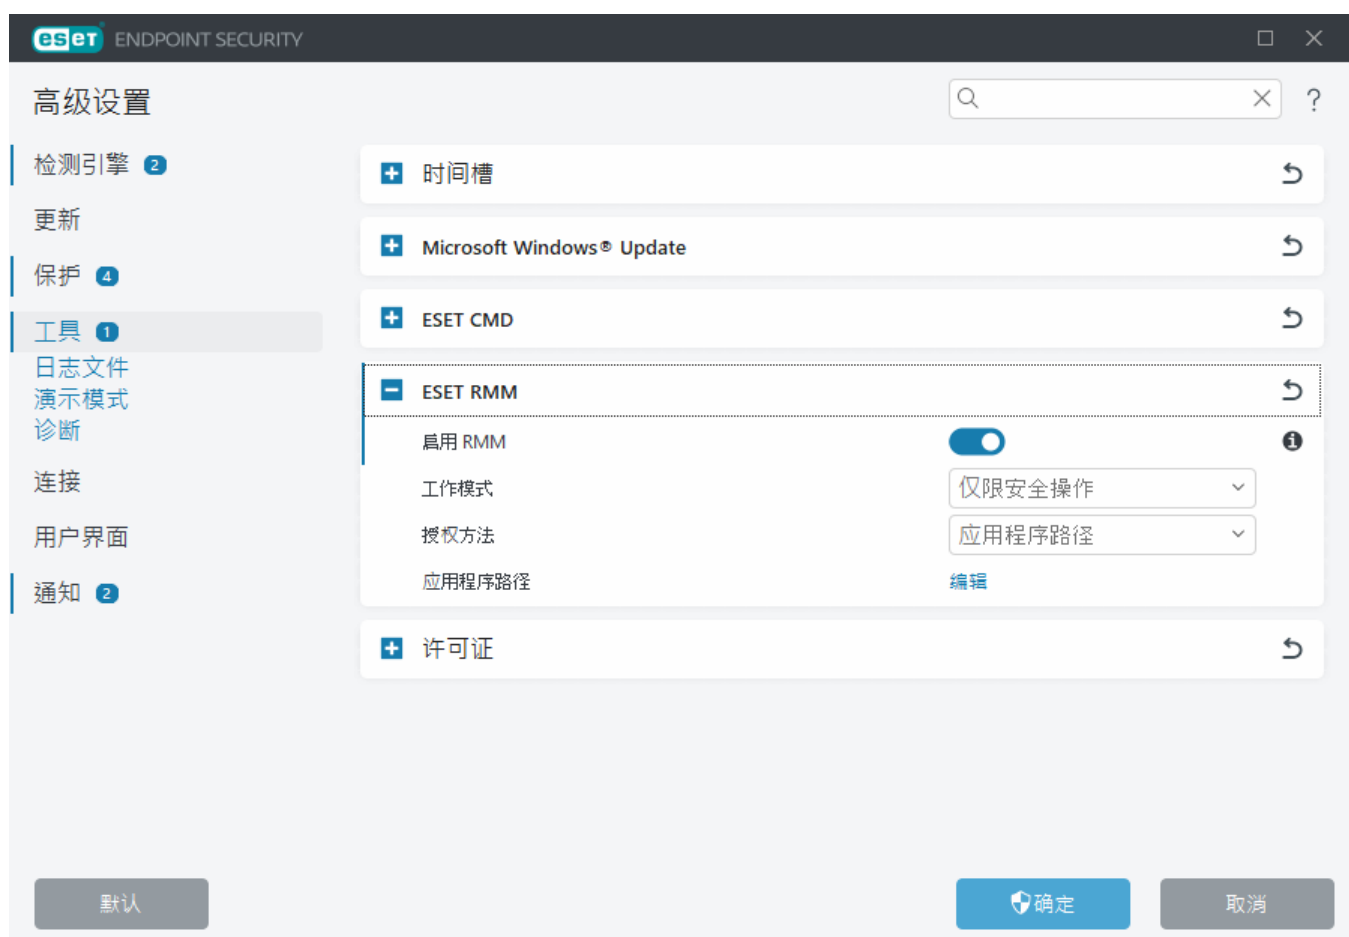 eset ENDPOINT SECURITY
高级设置
?
检测引擎 2
更新
保护 4
工具 1
日志文件
演示模式
诊断
连接
用户界面
通知 2
时间槽
Microsoft Windows® Update
ESET CMD
ESET RMM
启用 RMM
工作模式 仅限安全操作
授权方法 应用程序路径
应用程序路径 编辑
许可证
默认
确定
取消